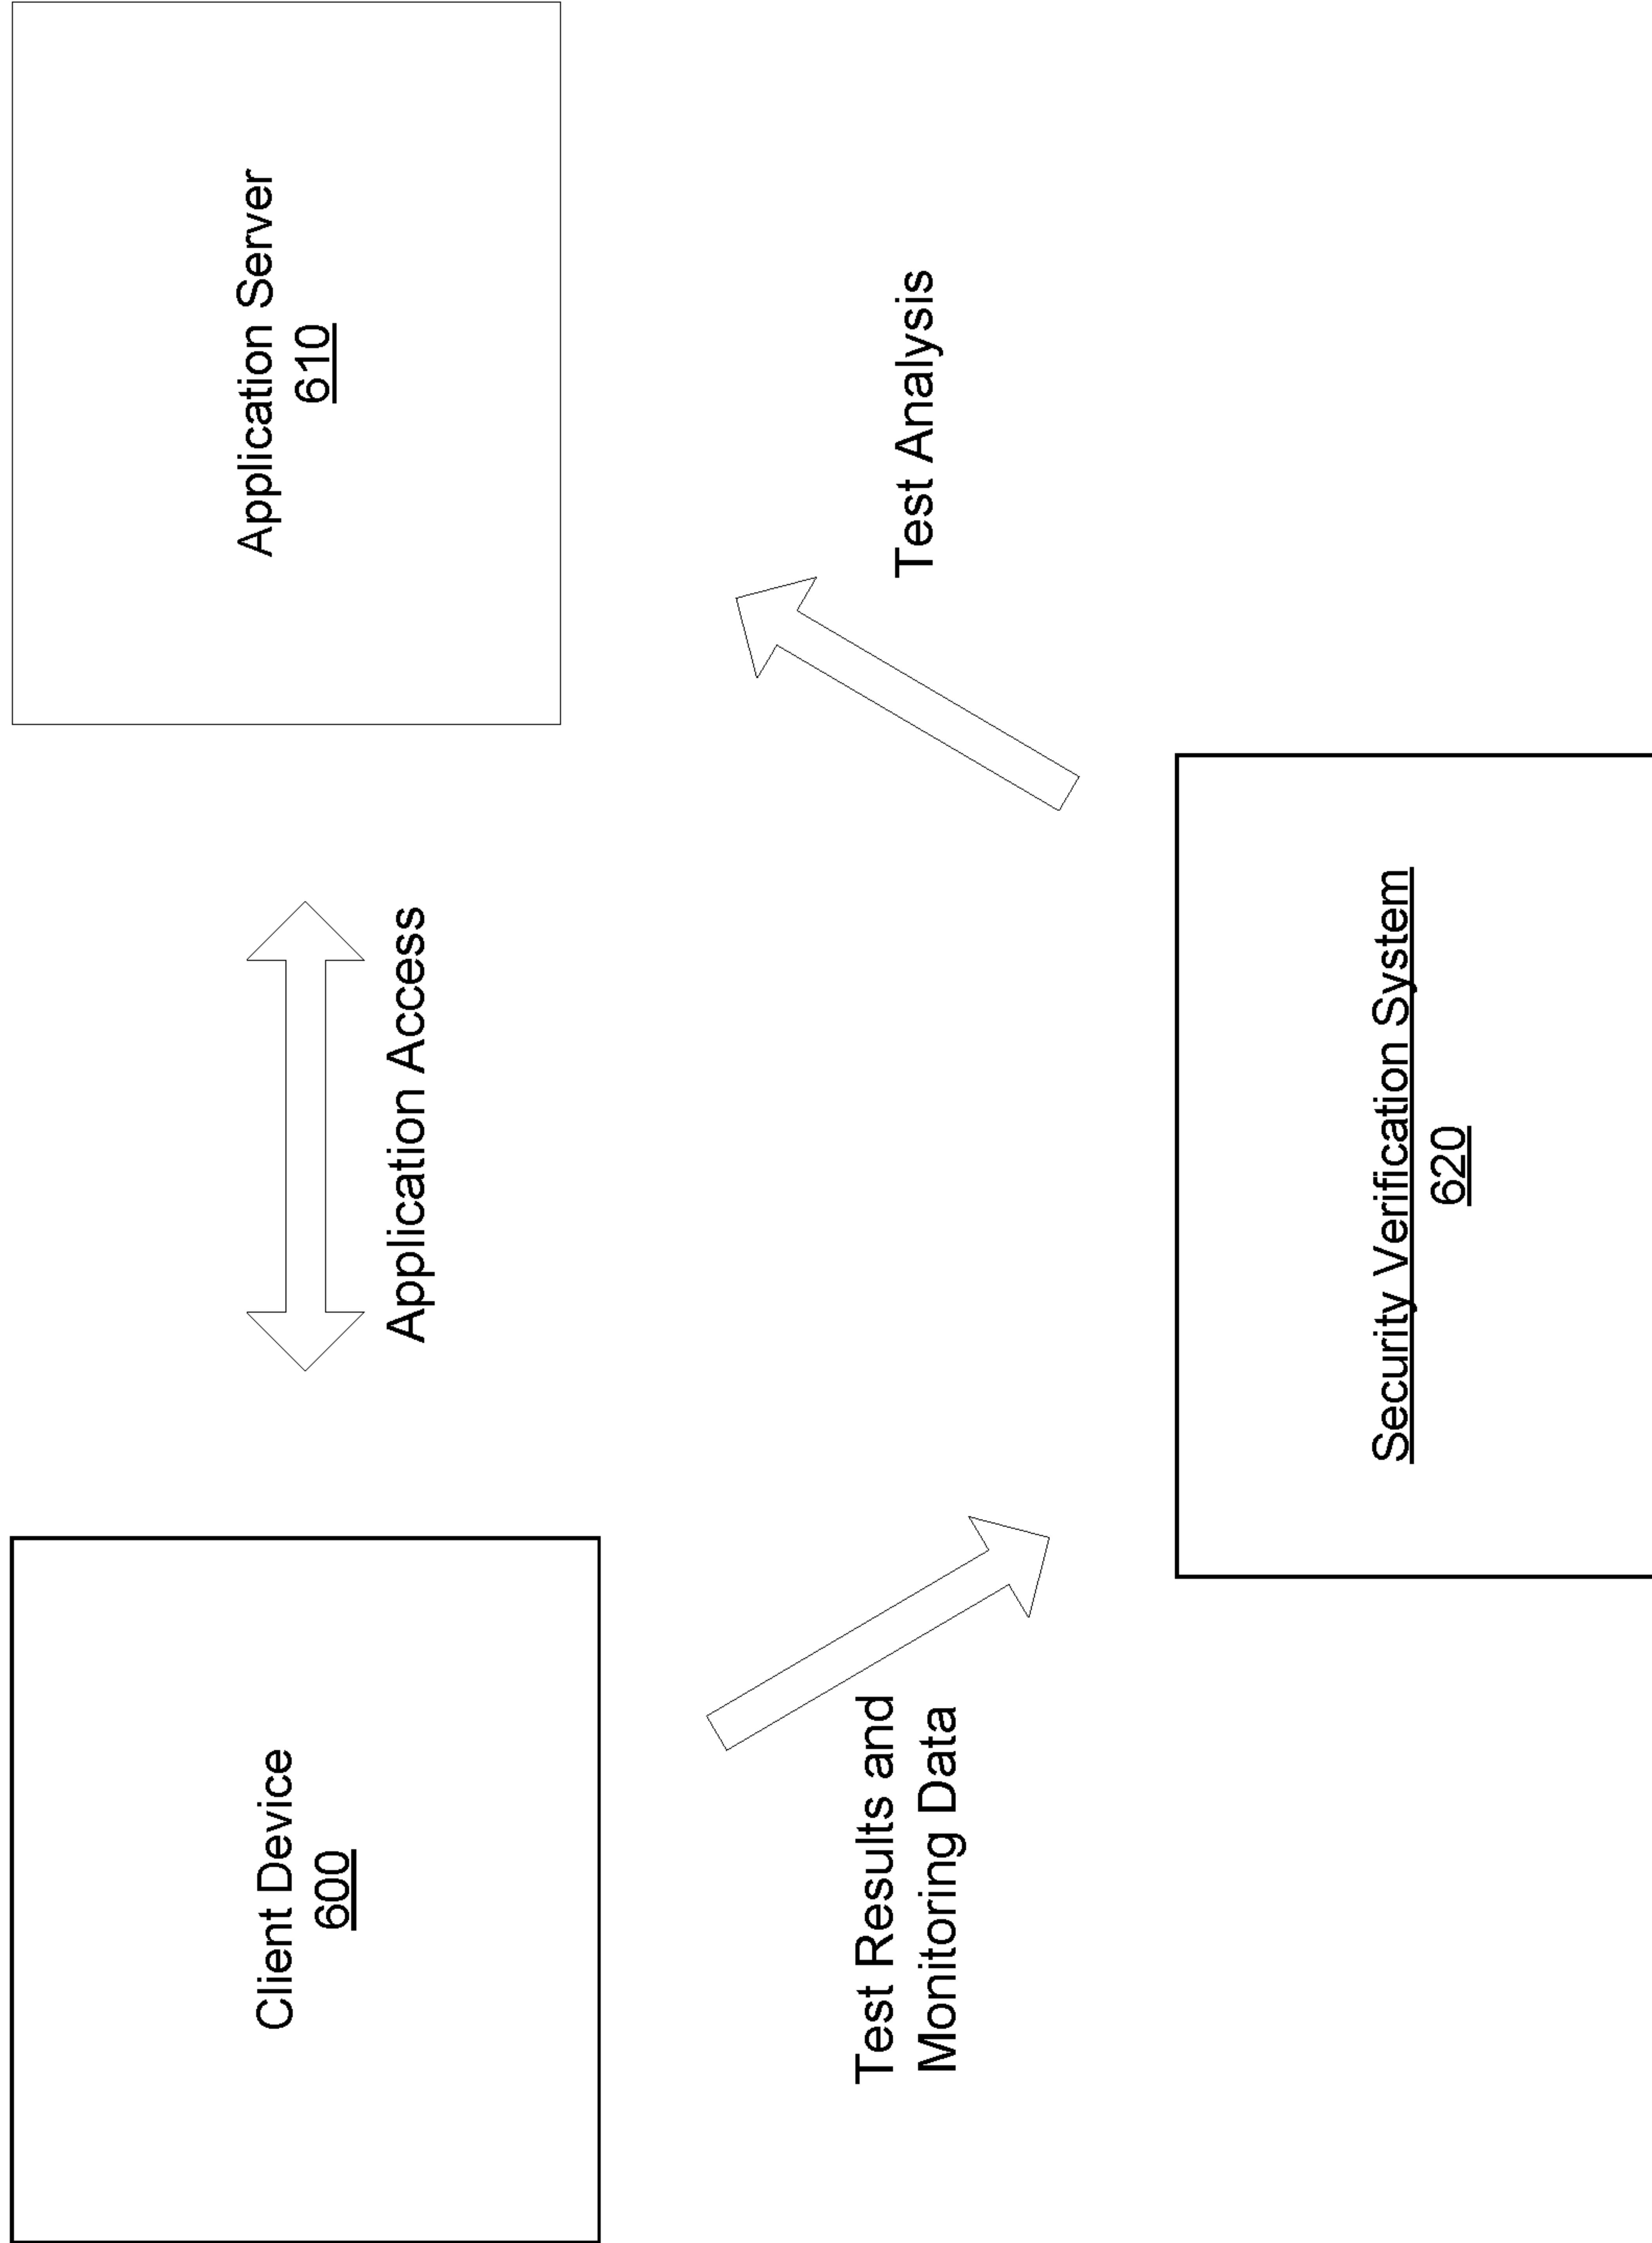 Client Device
600
Application Access
Application Server
610
Test Results and
Monitoring Data
Test Analysis
Security Verification System
620